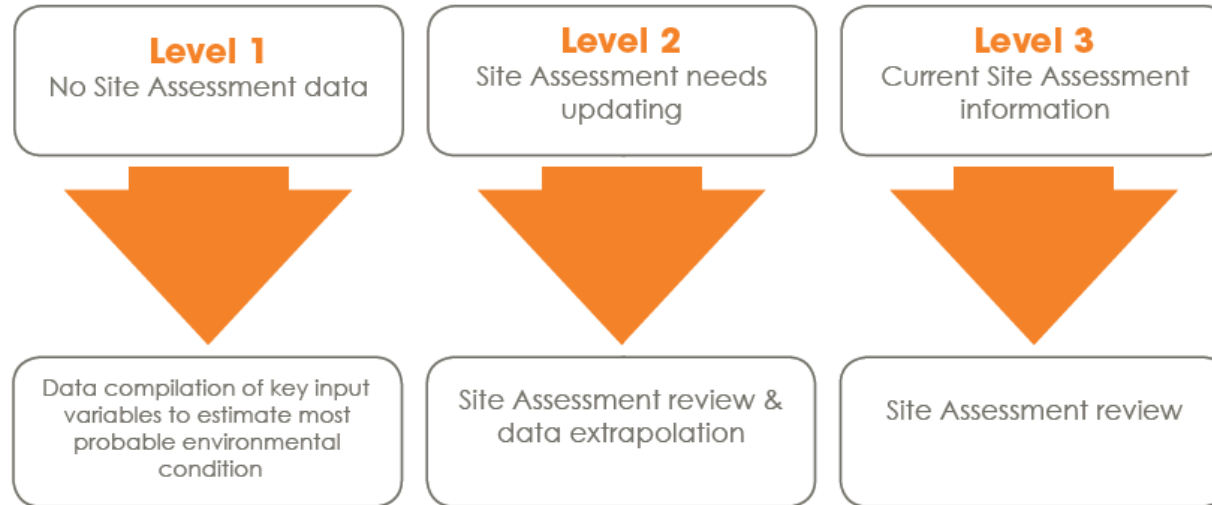 Level 1
No Site Assessment data
Level 2
Site Assessment needs
updating
Level 3
Current Site Assessment
information
Data compilation of key input
variables to estimate most
probable environmental
condition
Site Assessment review &
data extrapolation
Site Assessment review